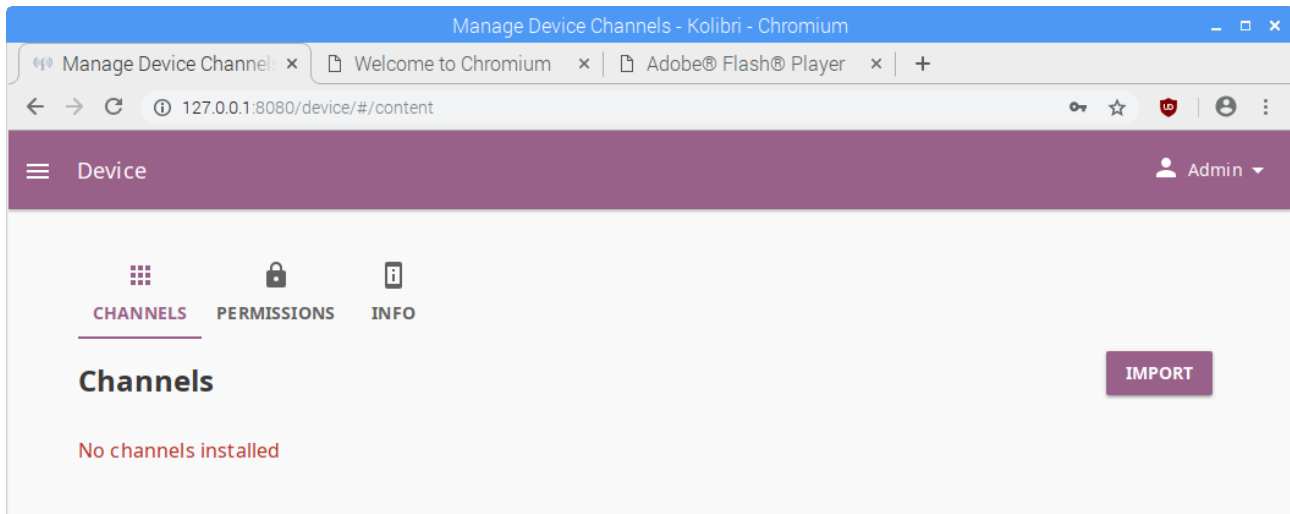 Manage Device Channels - Kolibri - Chromium
Manage Device Channels Welcome to Chromium Adobe® Flash® Player
127.0.0.1:8080/device/#/content
Device Admin
CHANNELS PERMISSIONS INFO
Channels IMPORT
No channels installed